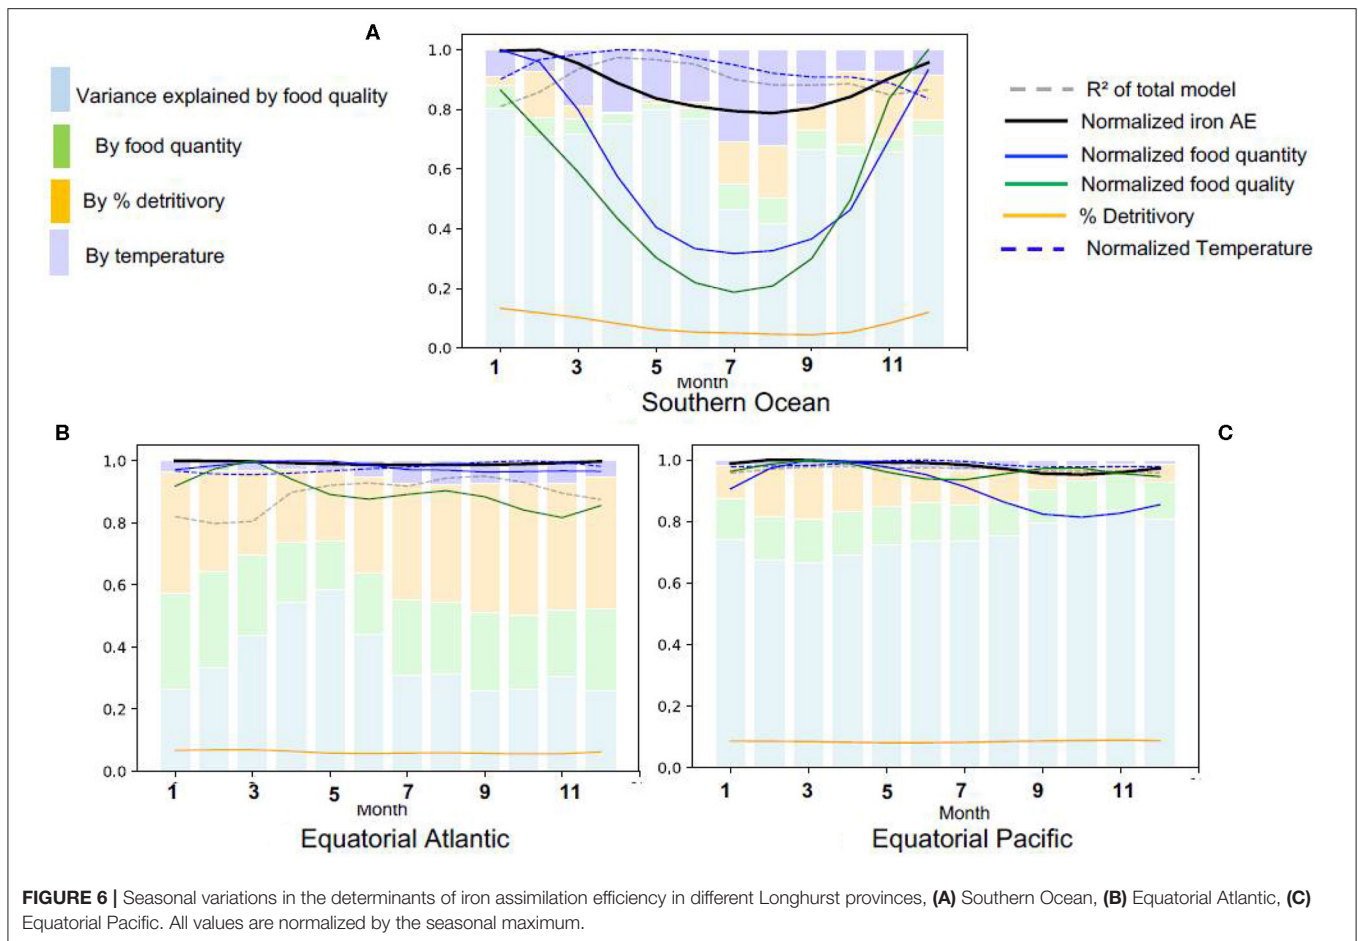 A
Variance explained by food quality
By food quantity
By % detritivory
By temperature
1.0
0.8
0.6
0.4
0.2
0.0
1 3 5 7 9 11
Month
Southern Ocean
R² of total model
Normalized iron AE
Normalized food quantity
Normalized food quality
% Detritivory
Normalized Temperature
B
1.0
0.8
0.6
0.4
0.2
0.0
1 3 5 7 9 11
Month
Equatorial Atlantic
C
1.0
0.8
0.6
0.4
0.2
0.0
1 3 5 7 9 11
Month
Equatorial Pacific
FIGURE 6 | Seasonal variations in the determinants of iron assimilation efficiency in different Longhurst provinces, (A) Southern Ocean, (B) Equatorial Atlantic, (C)
Equatorial Pacific. All values are normalized by the seasonal maximum.